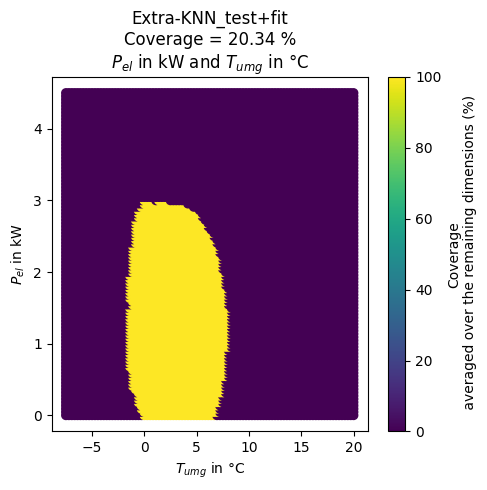 Extra-KNN_test+fit
Coverage = 20.34 %
P_el in kW and T_umg in °C
4
3
2
1
0
P_el in kW
−5
0
5
10
15
20
T_umg in °C
100
80
60
40
20
0
Coverage
averaged over the remaining dimensions (%)